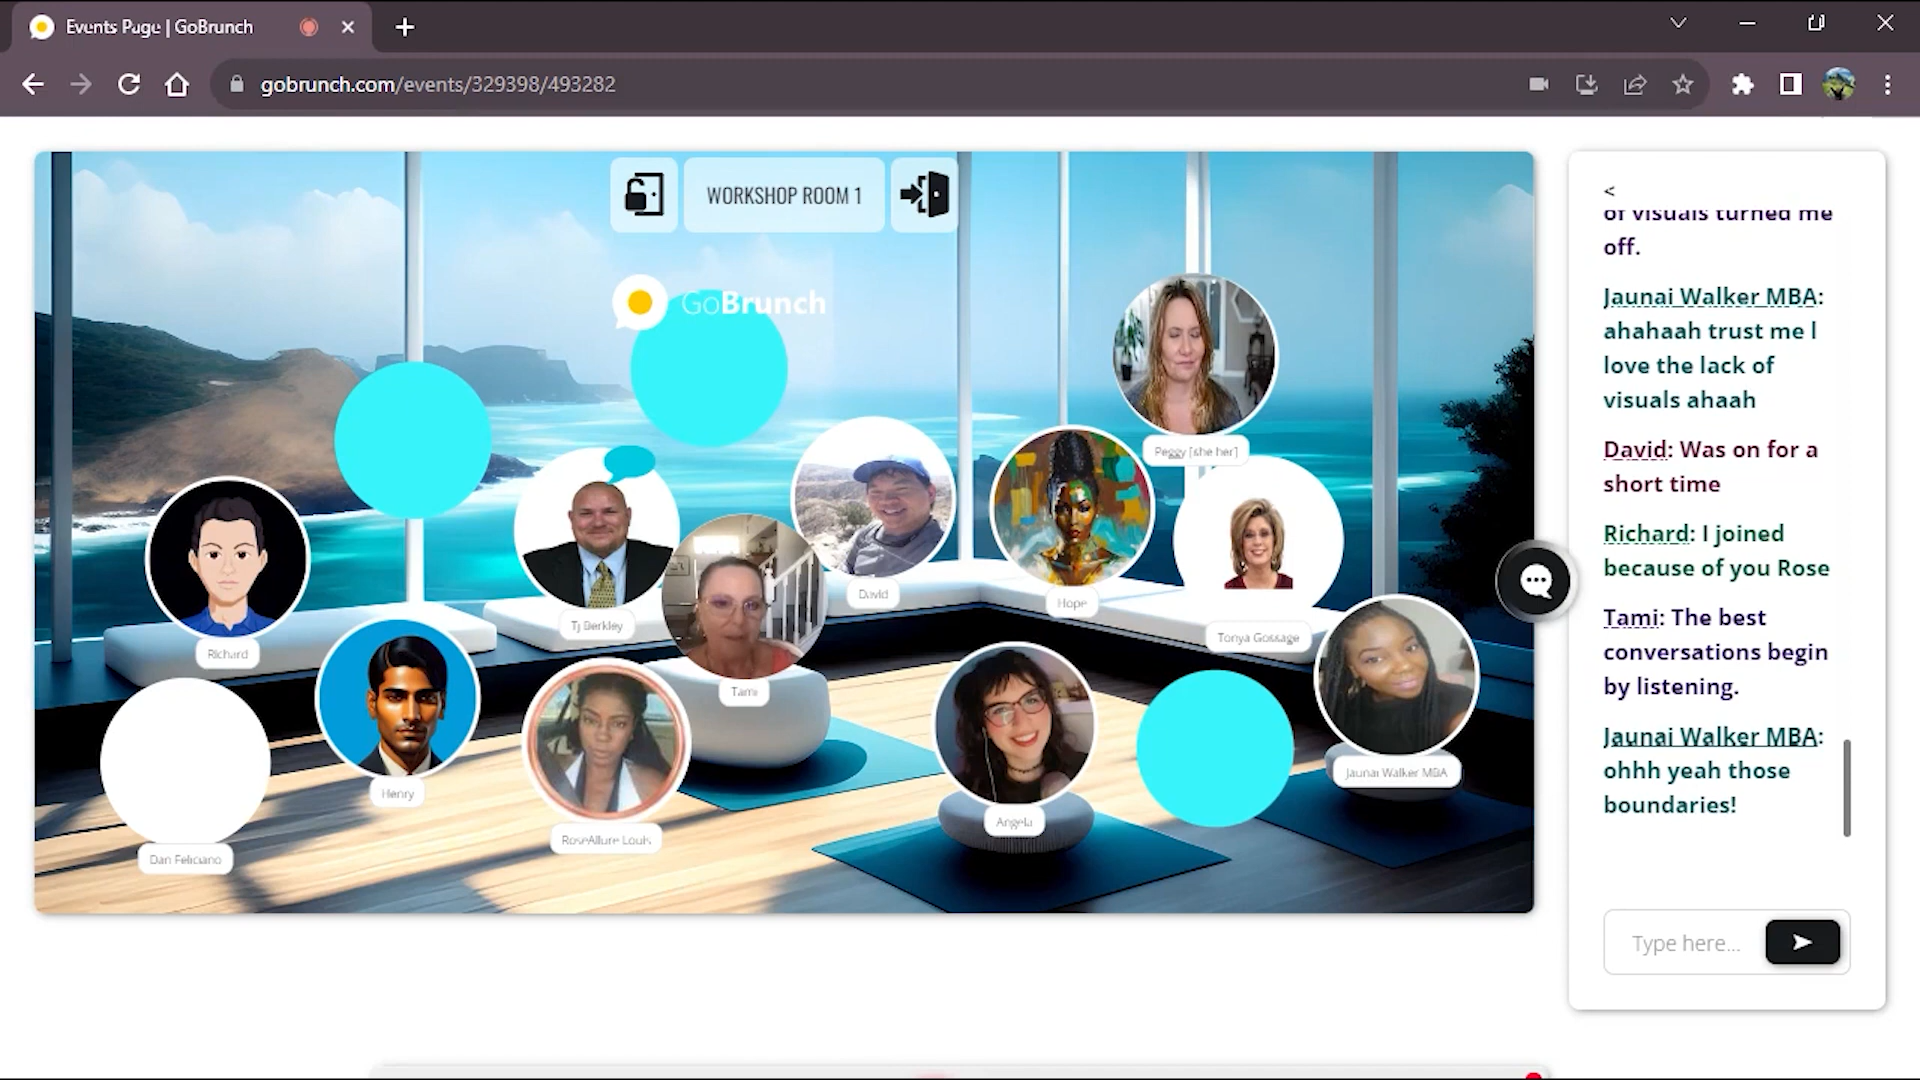 Events Page | GoBrunch
gobrunch.com/events/329398/493282
WORKSHOP ROOM 1
GoBrunch
Peggy [she her]
David
Hope
Tj Berkley
Tonya Gossage
Richard
Tami
Jaunai Walker MBA
Henry
Angela
RoseAllure Louis
Dan Feliciano
<
of visuals turned me
off.
Jaunai Walker MBA:
ahahaah trust me I
love the lack of
visuals ahaah
David: Was on for a
short time
Richard: I joined
because of you Rose
Tami: The best
conversations begin
by listening.
Jaunai Walker MBA:
ohhh yeah those
boundaries!
Type here...